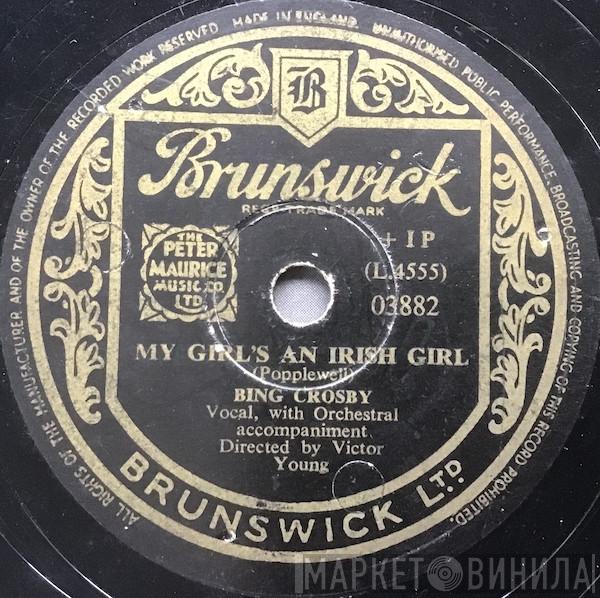 ALL RIGHTS OF THE MANUFACTURER AND OF THE OWNER OF THE RECORDED WORK RESERVED MADE IN ENGLAND UNAUTHORISED PUBLIC PERFORMANCE, BROADCASTING AND COPYING OF THIS RECORD PROHIBITED.
B
Brunswick
REGD TRADE MARK
THE
PETER
MAURICE
MUSIC CO
LTD.
+ I P
(L.4555)
03882
MY GIRL'S AN IRISH GIRL
(Popplewell)
BING CROSBY
Vocal, with Orchestral
accompaniment
Directed by Victor
Young
BRUNSWICK LTD.
МАРКЕТ ВИНИЛА